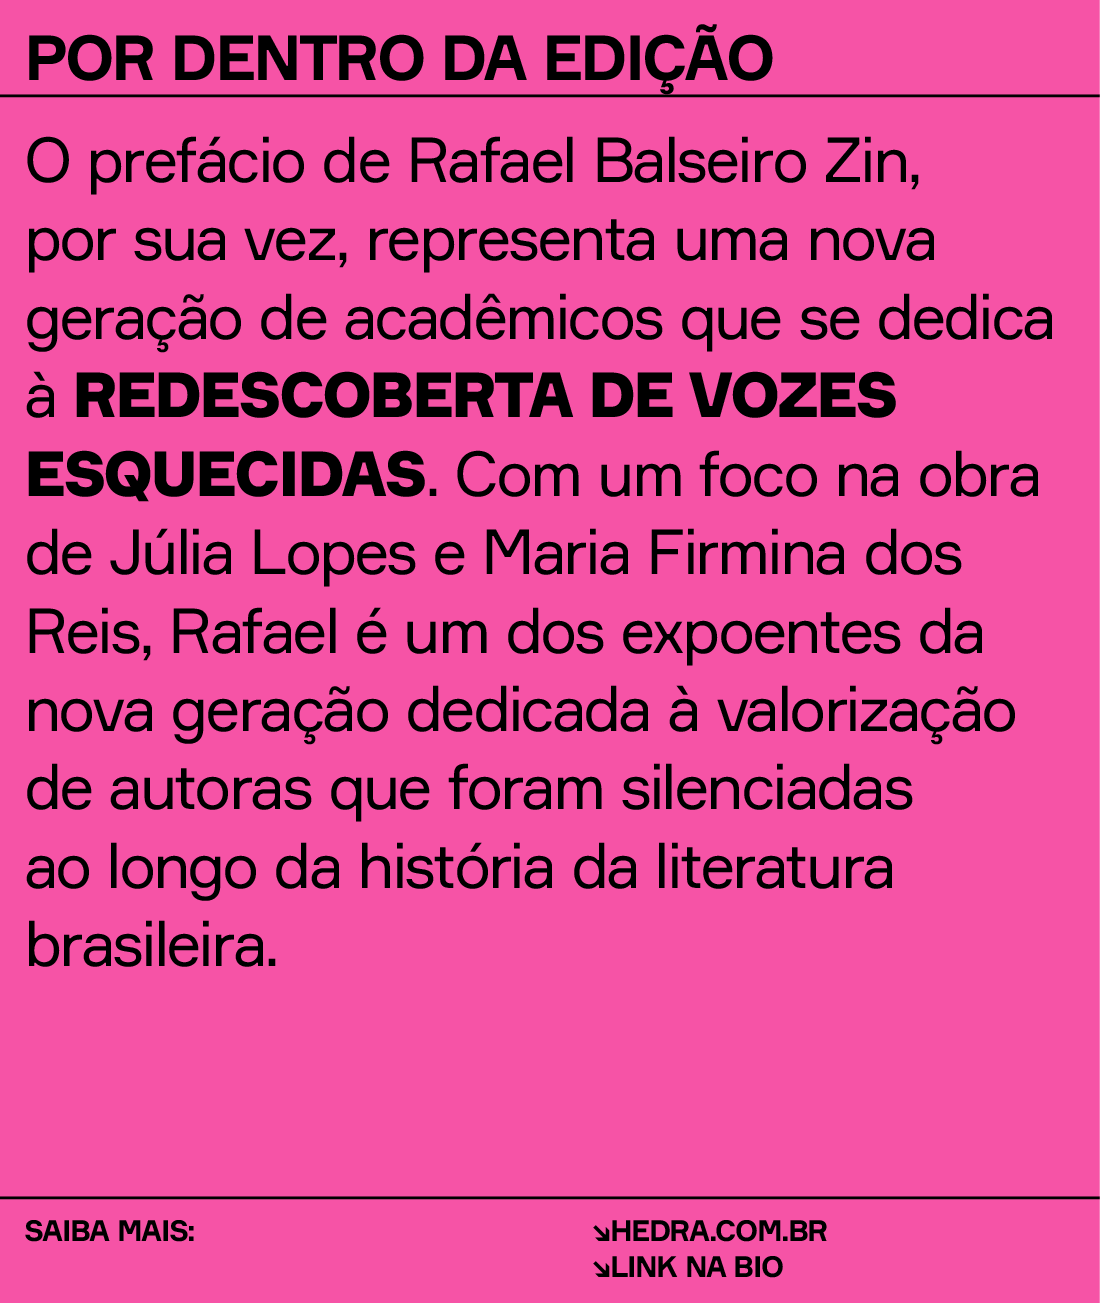 POR DENTRO DA EDIÇÃO
O prefácio de Rafael Balseiro Zin,
por sua vez, representa uma nova
geração de acadêmicos que se dedica
à REDESCOBERTA DE VOZES
ESQUECIDAS. Com um foco na obra
de Júlia Lopes e Maria Firmina dos
Reis, Rafael é um dos expoentes da
nova geração dedicada à valorização
de autoras que foram silenciadas
ao longo da história da literatura
brasileira.
SAIBA MAIS:
↘HEDRA.COM.BR
↘LINK NA BIO